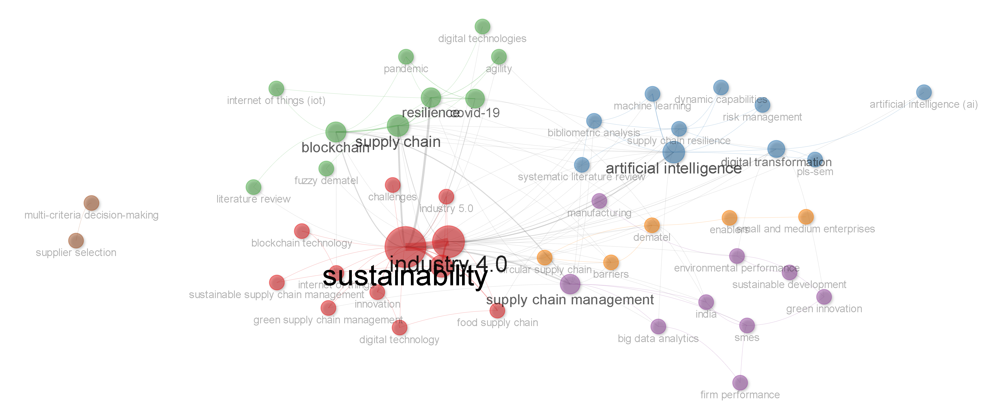 digital technologies
pandemic
agility
internet of things (iot)
dynamic capabilities
artificial intelligence (ai)
machine learning
resilience
covid-19
risk management
bibliometric analysis
supply chain resilience
supply chain
blockchain
digital transformation
artificial intelligence
pls-sem
systematic literature review
fuzzy dematel
challenges
literature review
industry 5.0
manufacturing
multi-criteria decision-making
enablers
small and medium enterprises
dematel
blockchain technology
supplier selection
industry 4.0
circular supply chain
environmental performance
barriers
sustainability
internet of things
sustainable development
sustainable supply chain management
supply chain management
innovation
green innovation
india
green supply chain management
food supply chain
smes
big data analytics
digital technology
firm performance